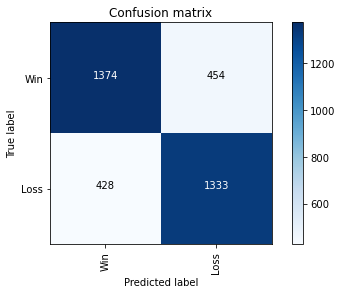 Confusion matrix
Win
1374
454
Loss
428
1333
Win
Loss
True label
Predicted label
1200
1000
800
600